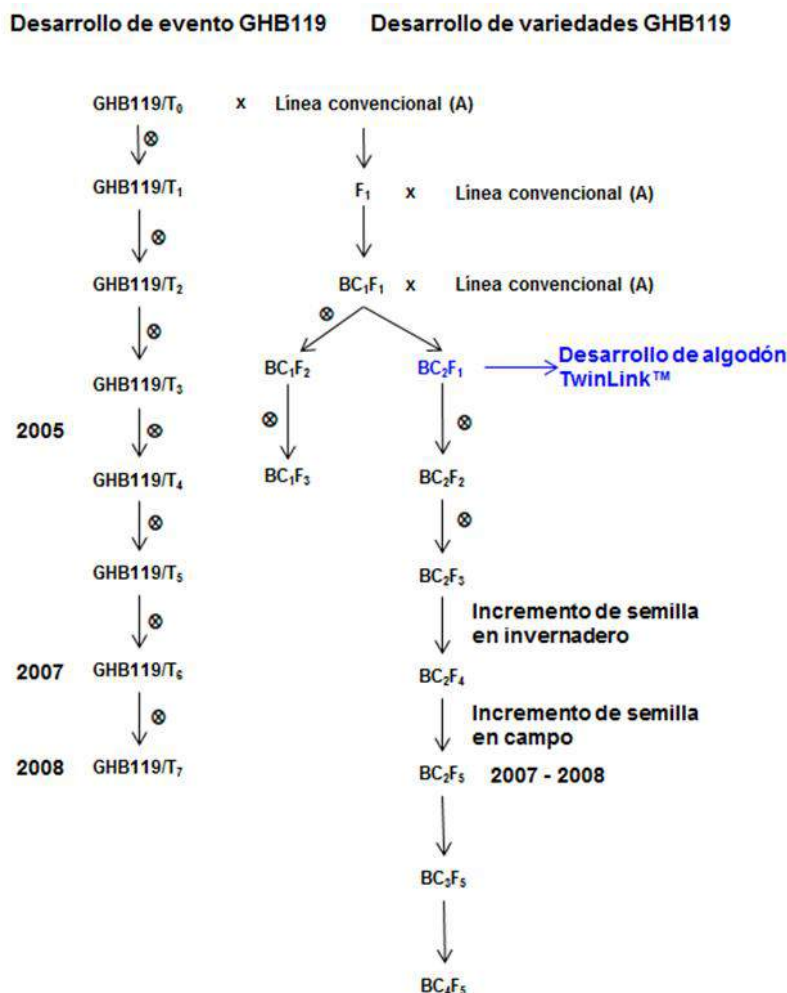 Desarrollo de evento GHB119 Desarrollo de variedades GHB119
GHB119/T₀ x Línea convencional (A)
⊗
GHB119/T₁ F₁ x Línea convencional (A)
⊗
GHB119/T₂ BC₁F₁ x Línea convencional (A)
⊗ ⊗
GHB119/T₃ BC₁F₂ BC₂F₁ Desarrollo de algodón
TwinLink™
2005 ⊗ ⊗ ⊗
GHB119/T₄ BC₁F₃ BC₂F₂
⊗ ⊗
GHB119/T₅ BC₂F₃
⊗ Incremento de semilla
en invernadero
2007 GHB119/T₆ BC₂F₄
⊗ Incremento de semilla
en campo
2008 GHB119/T₇ BC₂F₅ 2007 - 2008
BC₃F₅
BC₄F₅